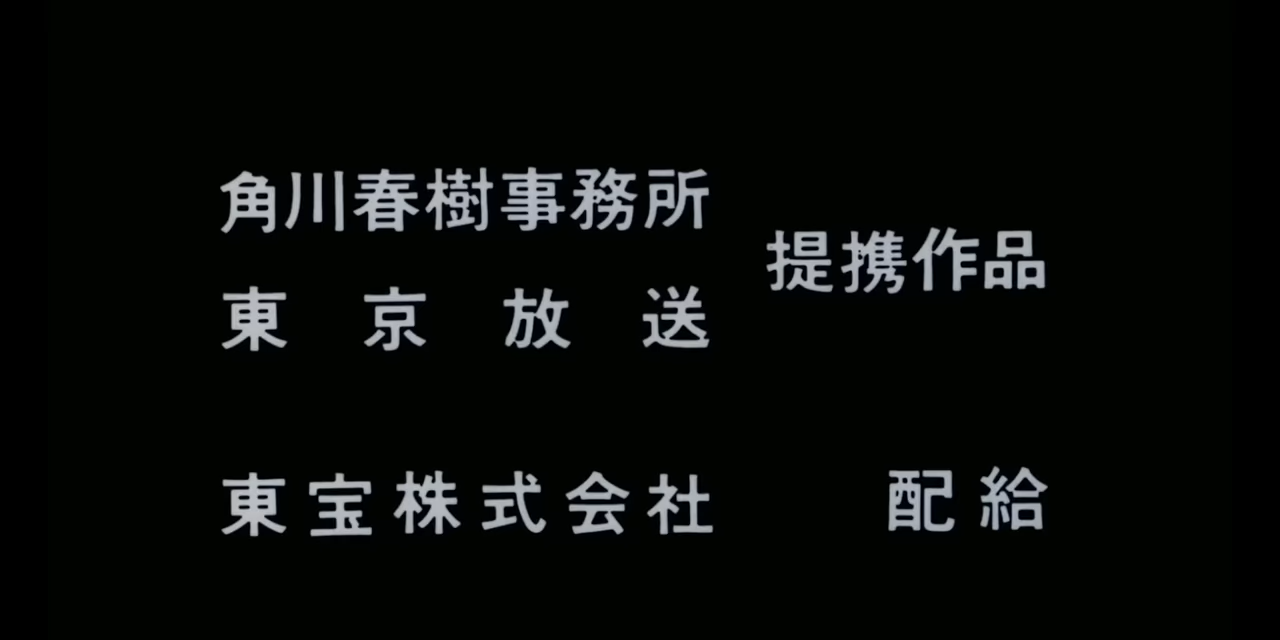 角川春樹事務所
東京放送
提携作品
東宝株式会社 配給